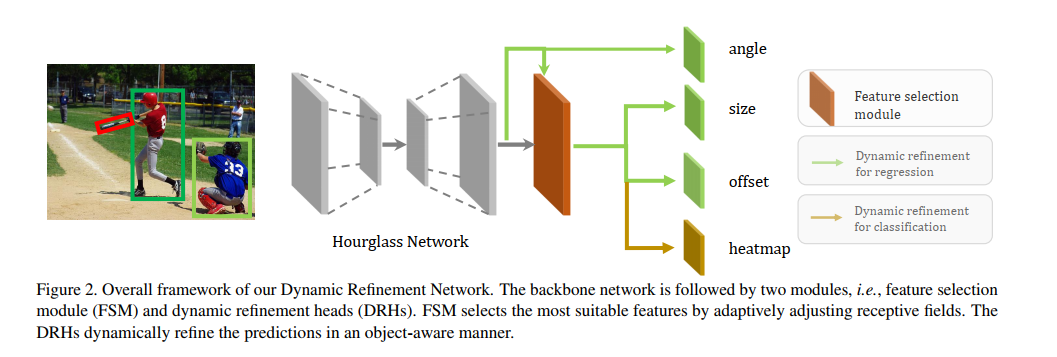 angle
size
offset
heatmap
Hourglass Network
Feature selection
module
Dynamic refinement
for regression
Dynamic refinement
for classification
8
33
Figure 2. Overall framework of our Dynamic Refinement Network. The backbone network is followed by two modules, i.e., feature selection
module (FSM) and dynamic refinement heads (DRHs). FSM selects the most suitable features by adaptively adjusting receptive fields. The
DRHs dynamically refine the predictions in an object-aware manner.